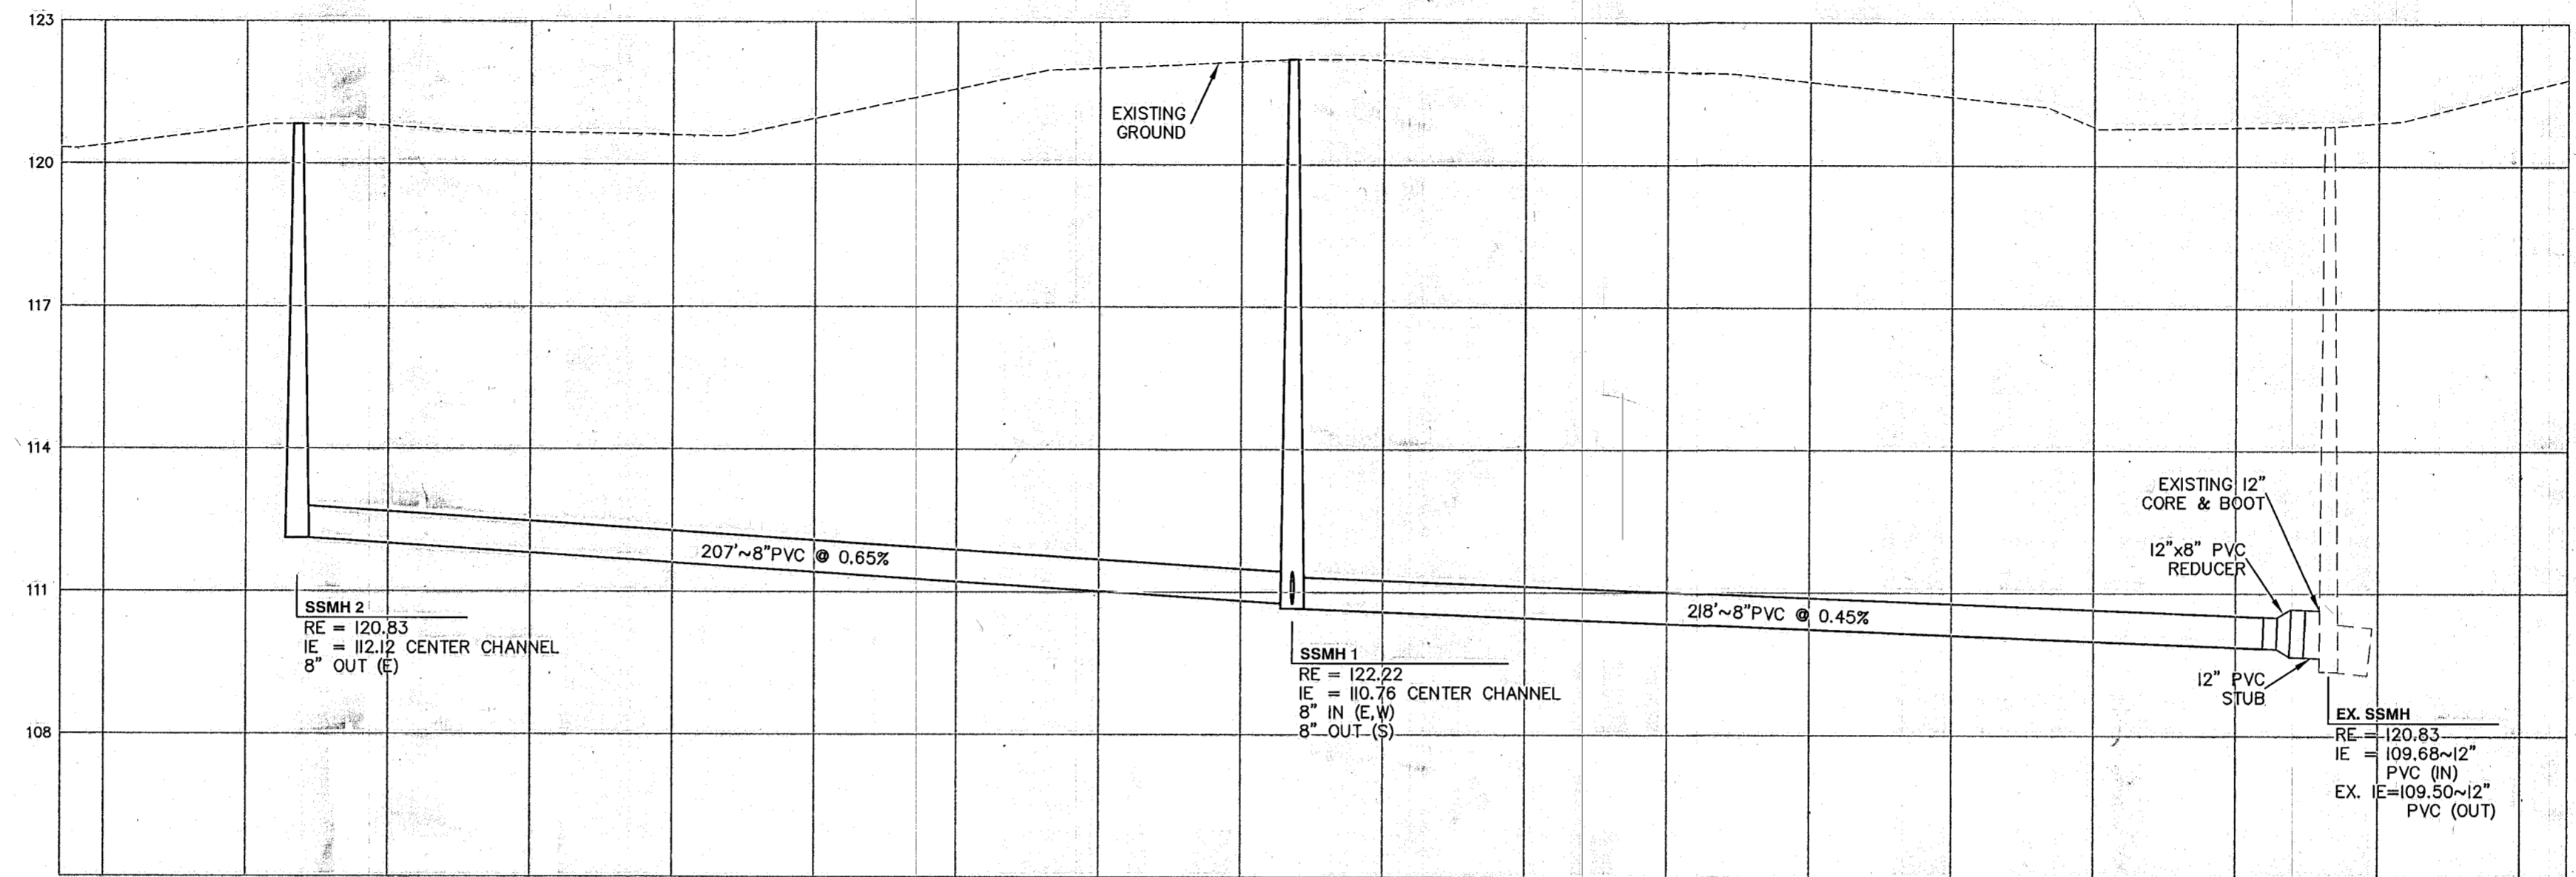 123
120
117
114
111
108
EXISTING
GROUND
207'~8"PVC @ 0.65%
218'~8"PVC @ 0.45%
EXISTING 12"
CORE & BOOT
12"x8" PVC
REDUCER
12" PVC
STUB
SSMH 2
RE = 120.83
IE = 112.12 CENTER CHANNEL
8" OUT (E)
SSMH 1
RE = 122.22
IE = 110.76 CENTER CHANNEL
8" IN (E,W)
8" OUT (S)
EX. SSMH
RE = 120.83
IE = 109.68~12"
PVC (IN)
EX. IE=109.50~12"
PVC (OUT)